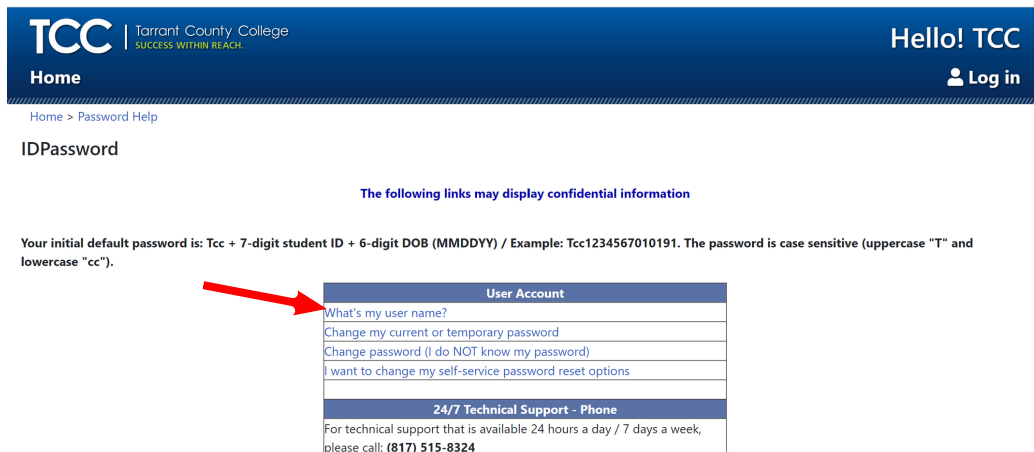 TCC | Tarrant County College
SUCCESS WITHIN REACH.
Hello! TCC
Home
Log in
Home > Password Help
IDPassword
The following links may display confidential information
Your initial default password is: Tcc + 7-digit student ID + 6-digit DOB (MMDDYY) / Example: Tcc1234567010191. The password is case sensitive (uppercase "T" and
lowercase "cc").
User Account
What's my user name?
Change my current or temporary password
Change password (I do NOT know my password)
I want to change my self-service password reset options
24/7 Technical Support - Phone
For technical support that is available 24 hours a day / 7 days a week,
please call: (817) 515-8324